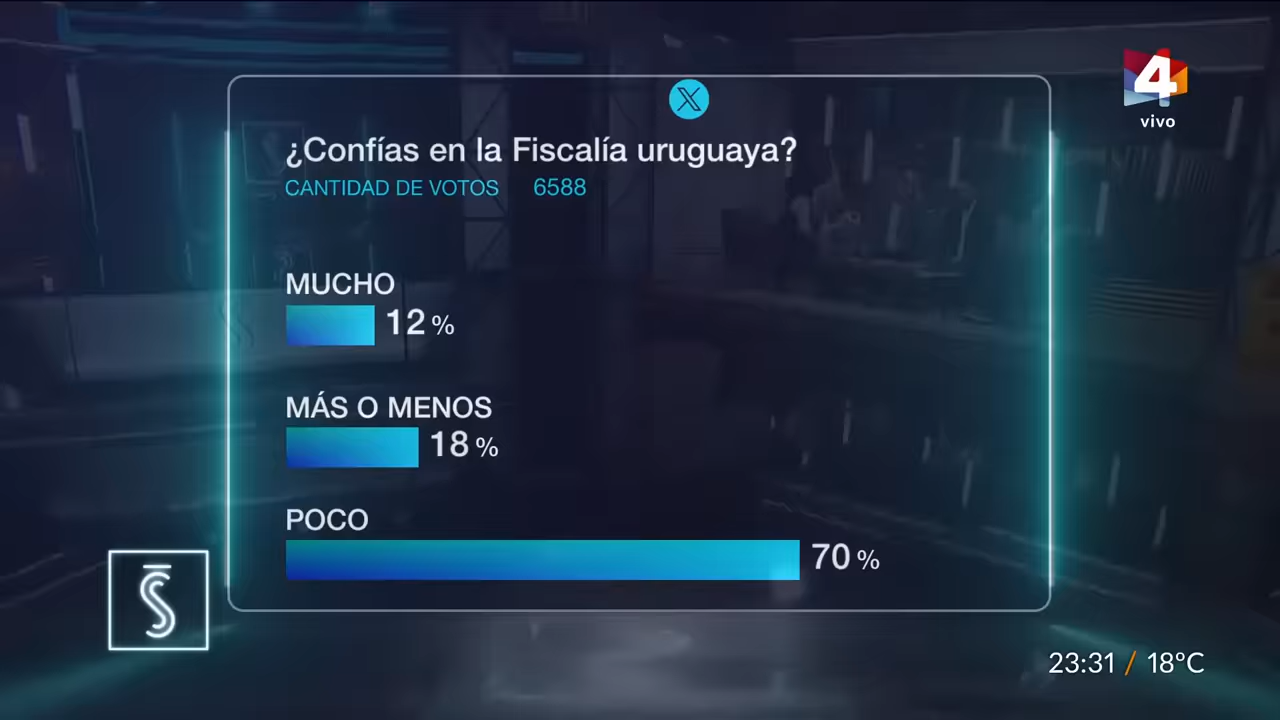 4
vivo
¿Confías en la Fiscalía uruguaya?
CANTIDAD DE VOTOS 6588
MUCHO
12 %
MÁS O MENOS
18 %
POCO
70 %
S
23:31 / 18°C